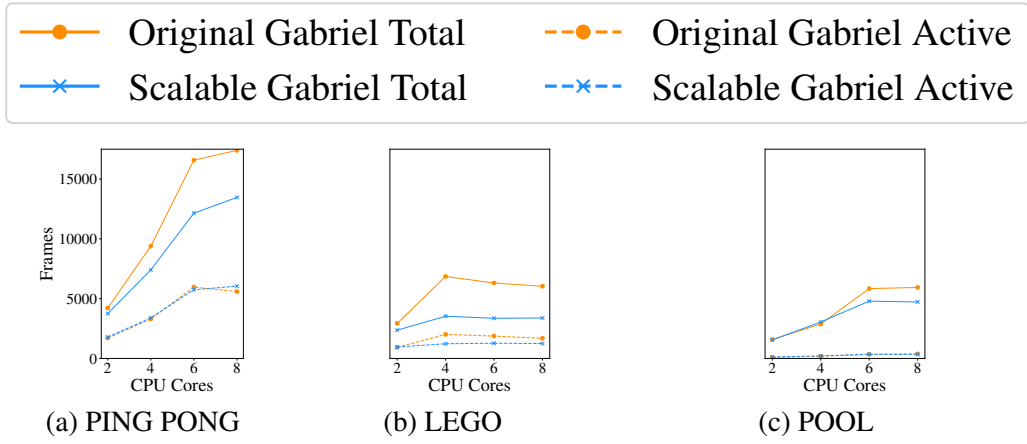 Original Gabriel Total
Original Gabriel Active
Scalable Gabriel Total
Scalable Gabriel Active
Frames
15000
10000
5000
0
2 4 6 8
CPU Cores
(a) PING PONG
2 4 6 8
CPU Cores
(b) LEGO
2 4 6 8
CPU Cores
(c) POOL